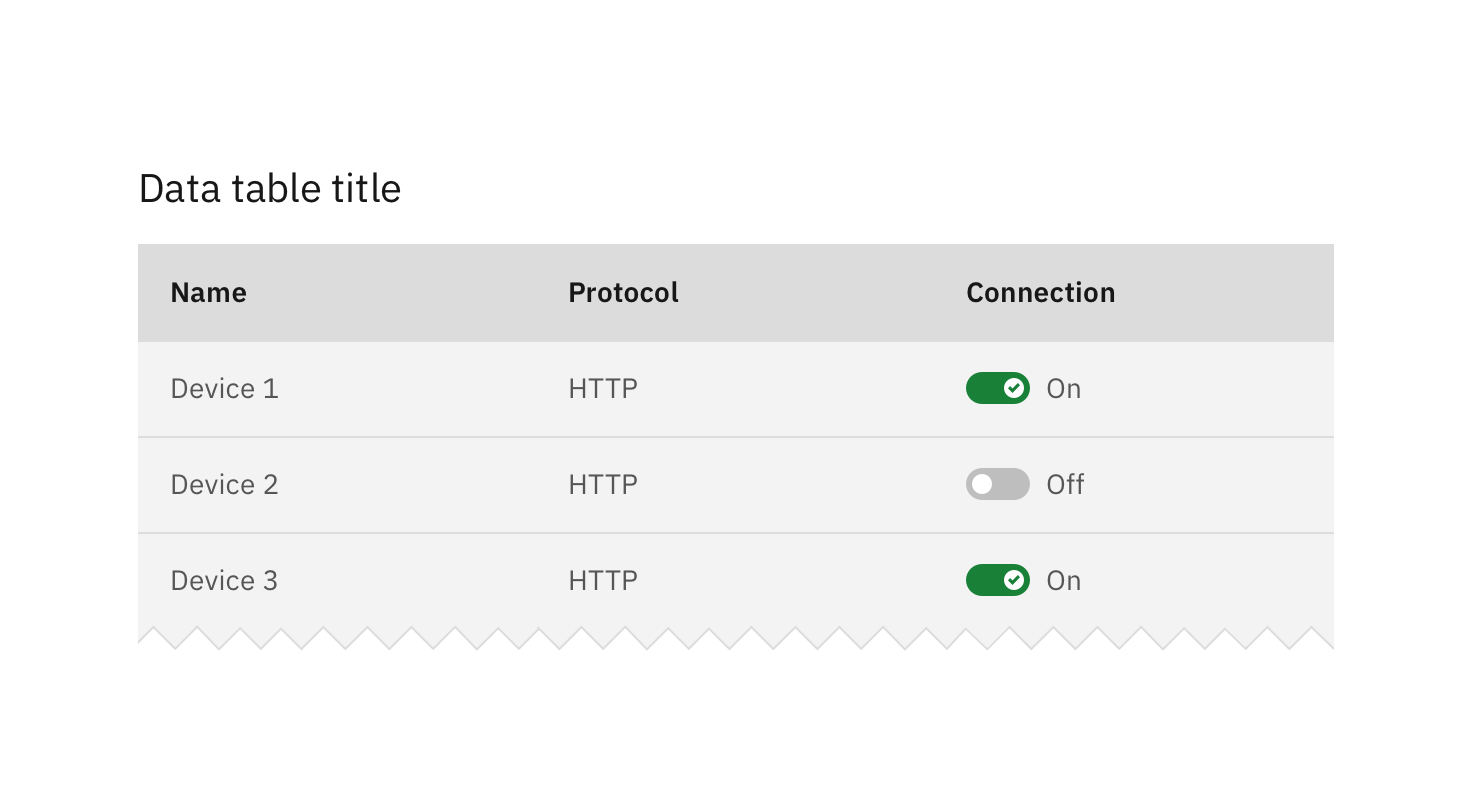 Data table title
Name Protocol Connection
Device 1 HTTP On
Device 2 HTTP Off
Device 3 HTTP On